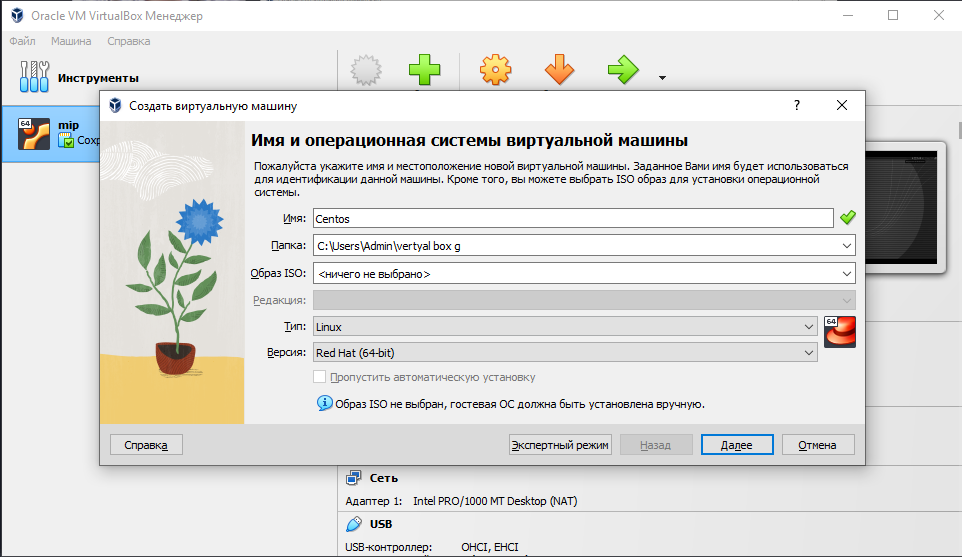 Oracle VM VirtualBox Менеджер
Файл Машина Справка
Инструменты
64 mip
Создать виртуальную машину ?
Имя и операционная системы виртуальной машины
Пожалуйста укажите имя и местоположение новой виртуальной машины. Заданное Вами имя будет использоваться
для идентификации данной машины. Кроме того, вы можете выбрать ISO образ для установки операционной
системы.
Имя: Centos
Папка: C:\Users\Admin\vertyal box g
Образ ISO: <ничего не выбрано>
Редакция:
Тип: Linux 64
Версия: Red Hat (64-bit)
Пропустить автоматическую установку
Образ ISO не выбран, гостевая ОС должна быть установлена вручную.
Справка Экспертный режим Назад Далее Отмена
Сеть
Адаптер 1: Intel PRO/1000 MT Desktop (NAT)
USB
USB-контроллер: OHCI, EHCI